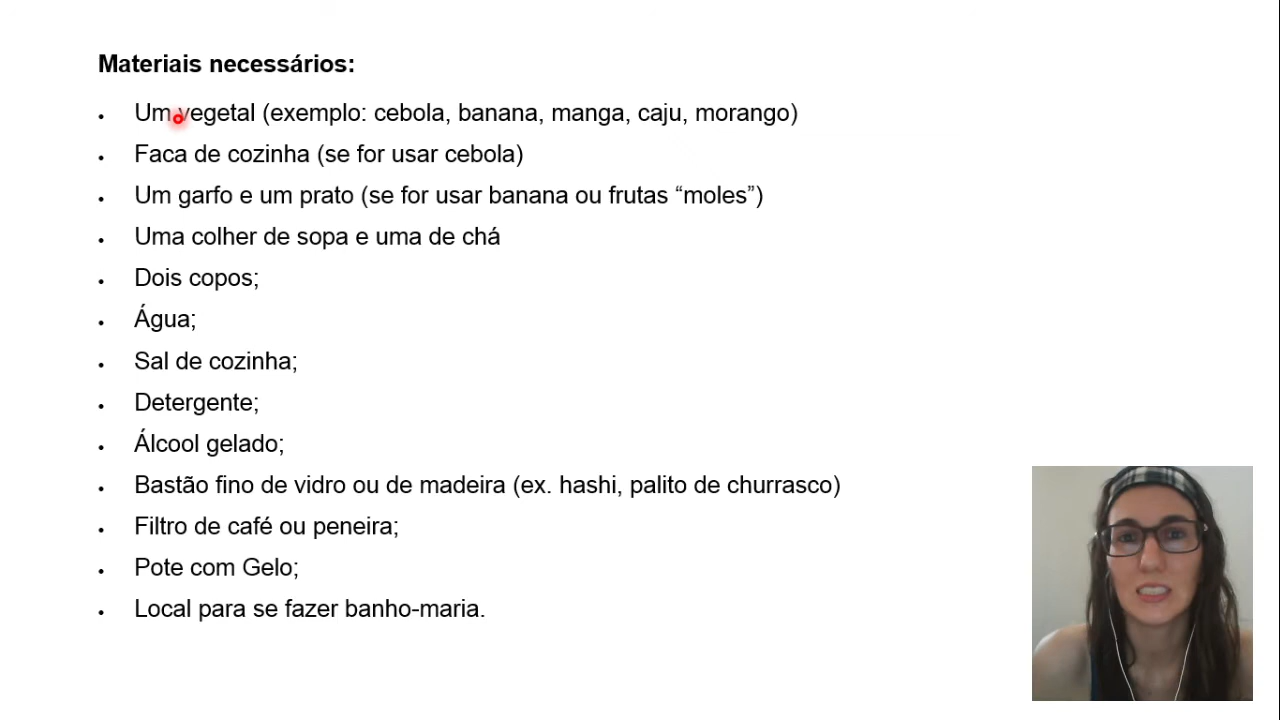 Materiais necessários:
• Um vegetal (exemplo: cebola, banana, manga, caju, morango)
• Faca de cozinha (se for usar cebola)
• Um garfo e um prato (se for usar banana ou frutas “moles”)
• Uma colher de sopa e uma de chá
• Dois copos;
• Água;
• Sal de cozinha;
• Detergente;
• Álcool gelado;
• Bastão fino de vidro ou de madeira (ex. hashi, palito de churrasco)
• Filtro de café ou peneira;
• Pote com Gelo;
• Local para se fazer banho-maria.